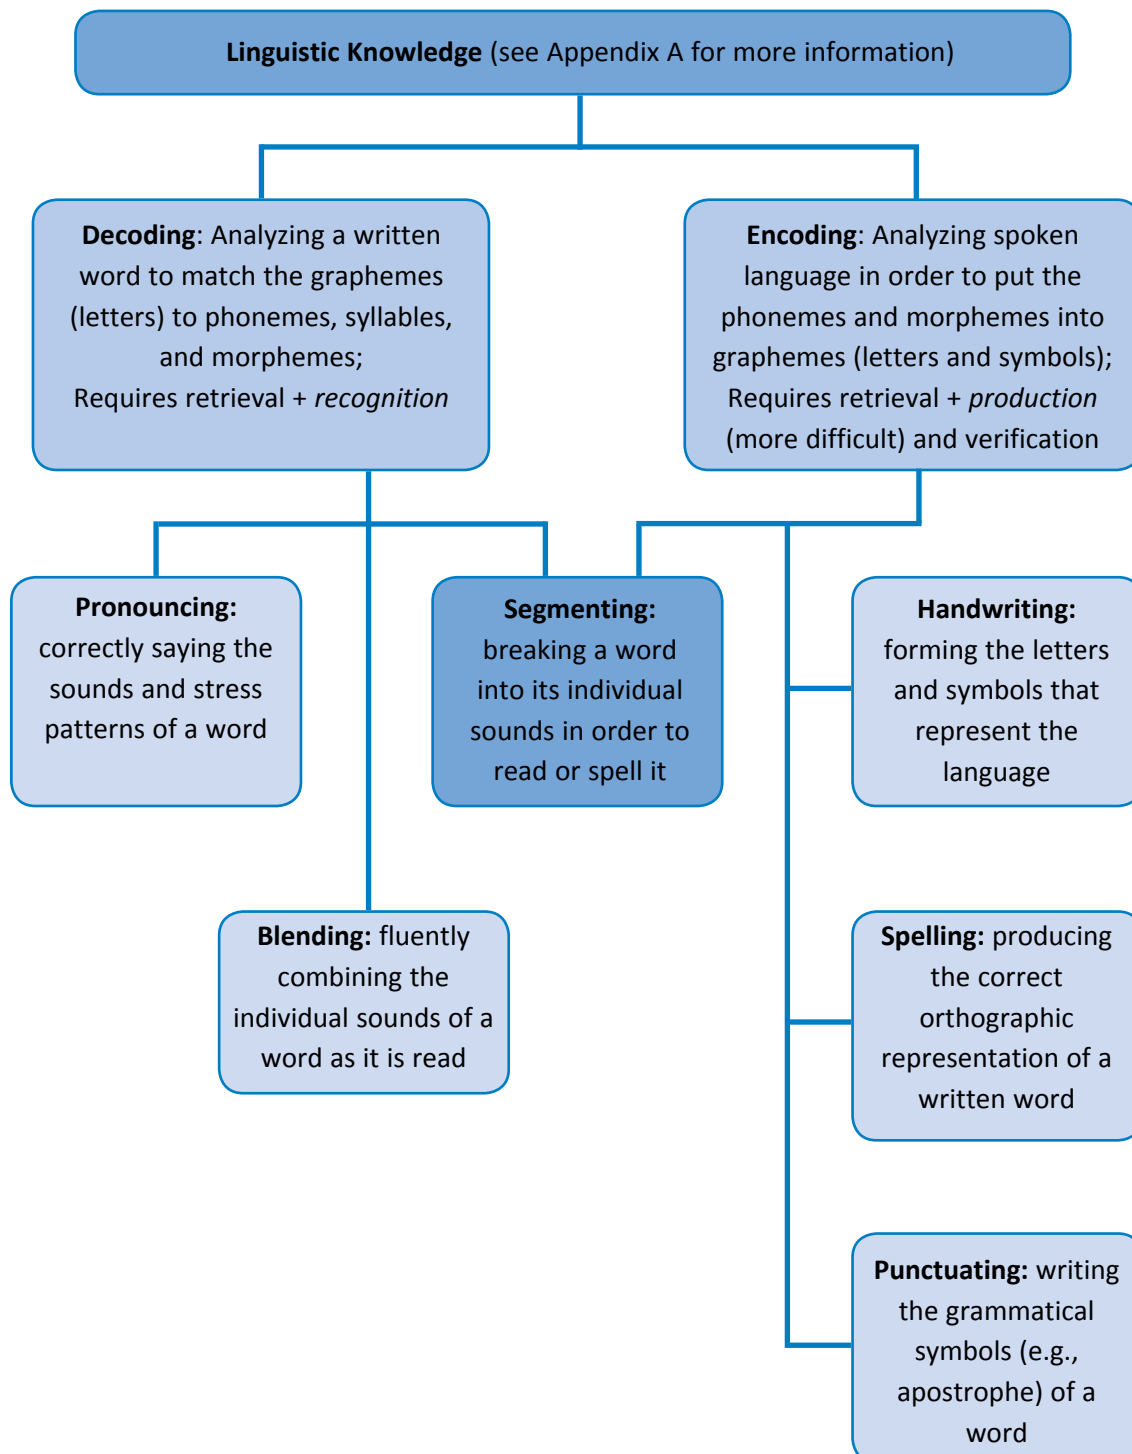 Linguistic Knowledge (see Appendix A for more information)
Decoding: Analyzing a written
word to match the graphemes
(letters) to phonemes, syllables,
and morphemes;
Requires retrieval + recognition
Encoding: Analyzing spoken
language in order to put the
phonemes and morphemes into
graphemes (letters and symbols);
Requires retrieval + production
(more difficult) and verification
Pronouncing:
correctly saying the
sounds and stress
patterns of a word
Segmenting:
breaking a word
into its individual
sounds in order to
read or spell it
Handwriting:
forming the letters
and symbols that
represent the
language
Blending: fluently
combining the
individual sounds of a
word as it is read
Spelling: producing
the correct
orthographic
representation of a
written word
Punctuating: writing
the grammatical
symbols (e.g.,
apostrophe) of a
word